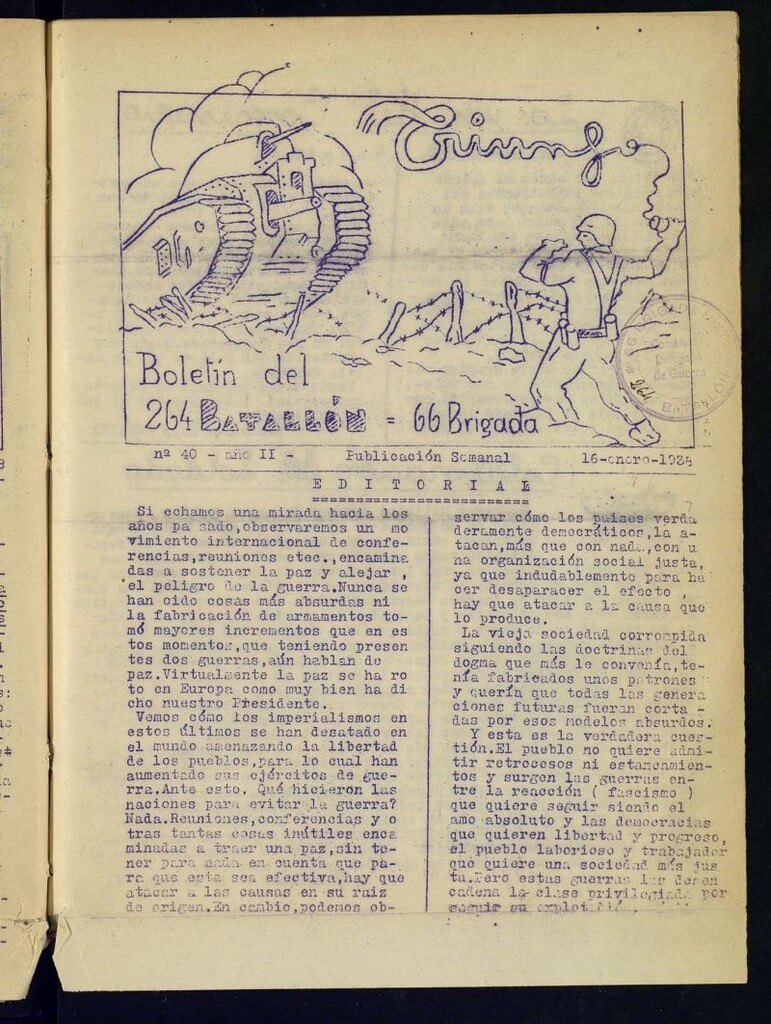 Triunfo
Boletín del
264 BATALLÓN = 66 Brigada
de Guerra
264
BATALLÓN
nº 40 - año II -     Publicación Semanal     16-enero-1938
E D I T O R I A L
Si echamos una mirada hacia los
años pa sado,observaremos un mo
vimiento internacional de confe-
rencias,reuniones etec.,encamina
das a sostener la paz y alejar ,
el peligro de la guerra.Nunca se
han oido cosas más absurdas ni
la fabricación de armamentos to-
mó mayores incrementos que en es
tos momentos,que teniendo presen
tes dos guerras,aún hablan de
paz.Virtualmente la paz se ha ro
to en Europa como muy bien ha di
cho nuestro Presidente.
Vemos cómo los imperialismos en
estos últimos se han desatado en
el mundo amenazando la libertad
de los pueblos,para lo cual han
aumentado sus ejércitos de gue-
rra.Ante esto. Qué hicieron las
naciones para evitar la guerra?
Nada.Reuniones,conferencias y o
tras tantas cosas inútiles enca
minadas a traer una paz,sin te-
ner para nada en cuenta que pa-
ra que esta sea efectiva,hay que
atacar a las causas en su raiz
de origen.En cambio,podemos ob-
servar cómo los paises verda
deramente democráticos,la a-
tacan,más que con nada,con u
na organización social justa,
ya que indudablemente para ha
cer desaparacer el efecto ,
hay que atacar a la causa que
lo produce.
La vieja sociedad corrompida
siguiendo las doctrinas del
dogma que más le convenía,te-
nía fabricados unos patrones
y quería que todas las genera
ciones futuras fueran corta -
das por esos modelos absurdos.
Y esta es la verdadera cues-
tión.El pueblo no quiere admi-
tir retrocesos ni estancamien-
tos y surgen las guerras en-
tre la reacción ( fascismo )
que quiere seguir siendo el
amo absoluto y las democracias
que quieren libertad y progreso,
el pueblo laborioso y trabajador
que quiere una sociedad más jus
ta.Pero estas guerras las desen
cadena la clase privilegiada por
seguir su